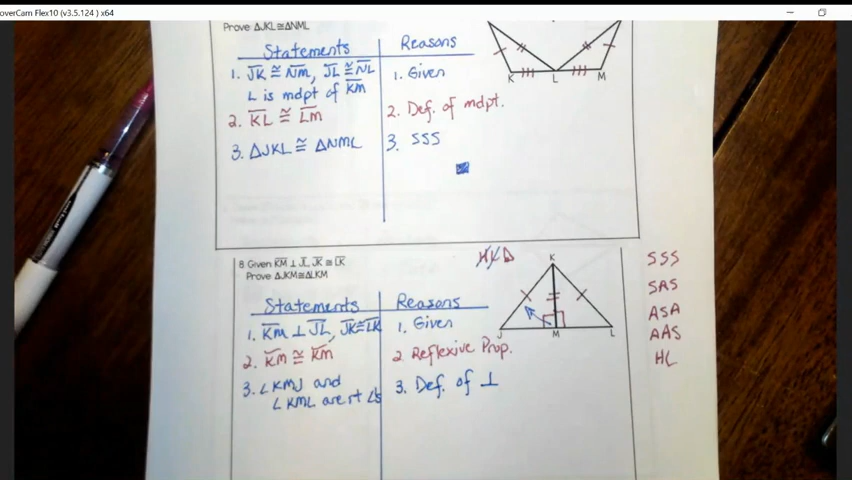 overCam Flex10 (v3.5.124 ) x64
Prove ΔJKL≅ΔNML
Statements Reasons
1. JK ≅ NM, JL ≅ NL 1. Given
L is mdpt of KM
2. KL ≅ LM 2. Def. of mdpt.
3. ΔJKL ≅ ΔNML 3. SSS
K L M
8. Given KM ⊥ JL, JK ≅ LK
Prove ΔJKM≅ΔLKM
Statements Reasons
1. KM ⊥ JL, JK≅LK 1. Given
2. KM ≅ KM 2. Reflexive Prop.
3. ∠KMJ and 3. Def. of ⊥
∠KML are rt ∠'s
K
J M L
SSS
SAS
ASA
AAS
HL